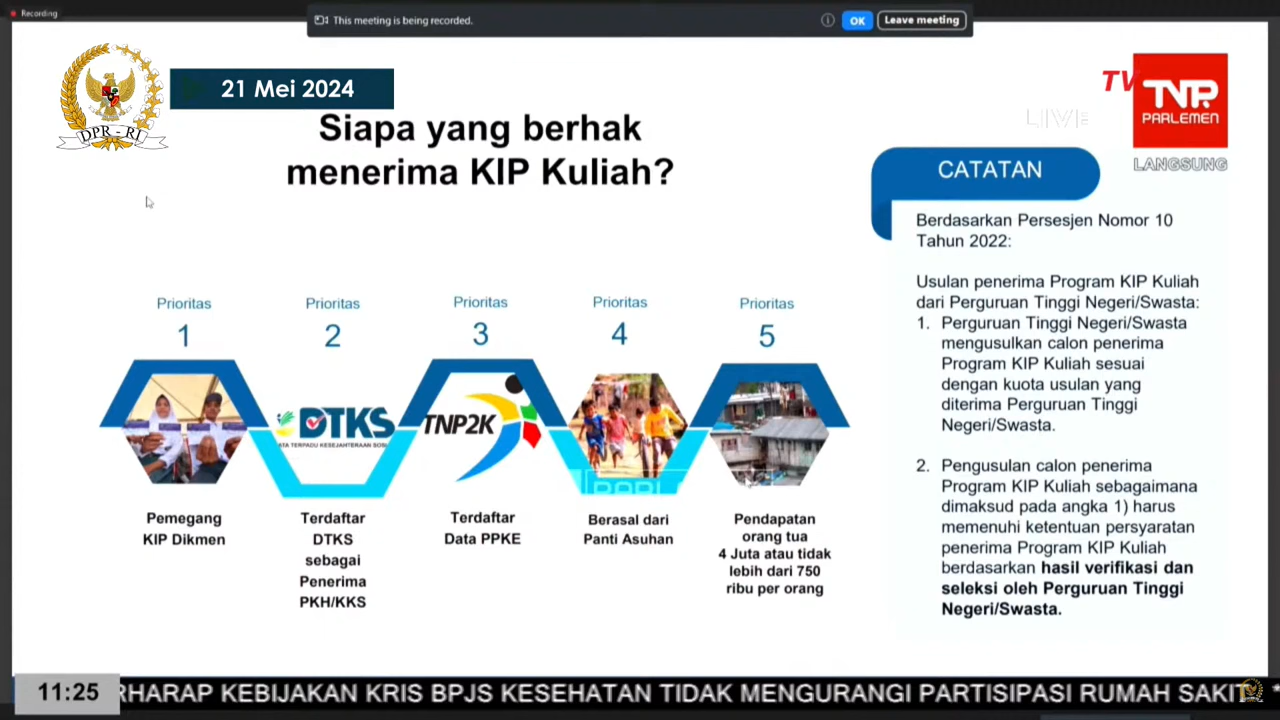 Recording
This meeting is being recorded.
OK
Leave meeting
DPR - RI
21 Mei 2024
TV
TVP
PARLEMEN
LIVE
LANGSUNG
Siapa yang berhak
menerima KIP Kuliah?
Prioritas
1
Prioritas
2
Prioritas
3
Prioritas
4
Prioritas
5
DTKS
ATA TERPADU KESEJAHTERAAN SOSI
TNP2K
Pemegang
KIP Dikmen
Terdaftar
DTKS
sebagai
Penerima
PKH/KKS
Terdaftar
Data PPKE
Berasal dari
Panti Asuhan
Pendapatan
orang tua
4 Juta atau tidak
lebih dari 750
ribu per orang
CATATAN
Berdasarkan Persesjen Nomor 10
Tahun 2022:
Usulan penerima Program KIP Kuliah
dari Perguruan Tinggi Negeri/Swasta:
1. Perguruan Tinggi Negeri/Swasta
mengusulkan calon penerima
Program KIP Kuliah sesuai
dengan kuota usulan yang
diterima Perguruan Tinggi
Negeri/Swasta.
2. Pengusulan calon penerima
Program KIP Kuliah sebagaimana
dimaksud pada angka 1) harus
memenuhi ketentuan persyaratan
penerima Program KIP Kuliah
berdasarkan hasil verifikasi dan
seleksi oleh Perguruan Tinggi
Negeri/Swasta.
11:25
RHARAP KEBIJAKAN KRIS BPJS KESEHATAN TIDAK MENGURANGI PARTISIPASI RUMAH SAKIT